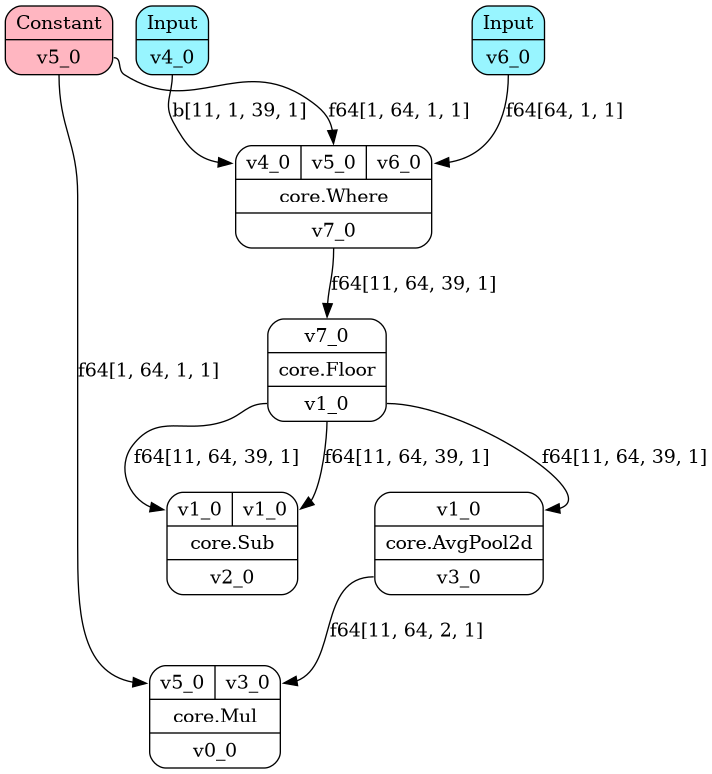 Constant
v5_0
Input
v4_0
Input
v6_0
b[11, 1, 39, 1]
f64[1, 64, 1, 1]
f64[64, 1, 1]
v4_0 v5_0 v6_0
core.Where
v7_0
f64[11, 64, 39, 1]
v7_0
core.Floor
v1_0
f64[1, 64, 1, 1]
f64[11, 64, 39, 1]
f64[11, 64, 39, 1]
f64[11, 64, 39, 1]
v1_0 v1_0
core.Sub
v2_0
v1_0
core.AvgPool2d
v3_0
f64[11, 64, 2, 1]
v5_0 v3_0
core.Mul
v0_0